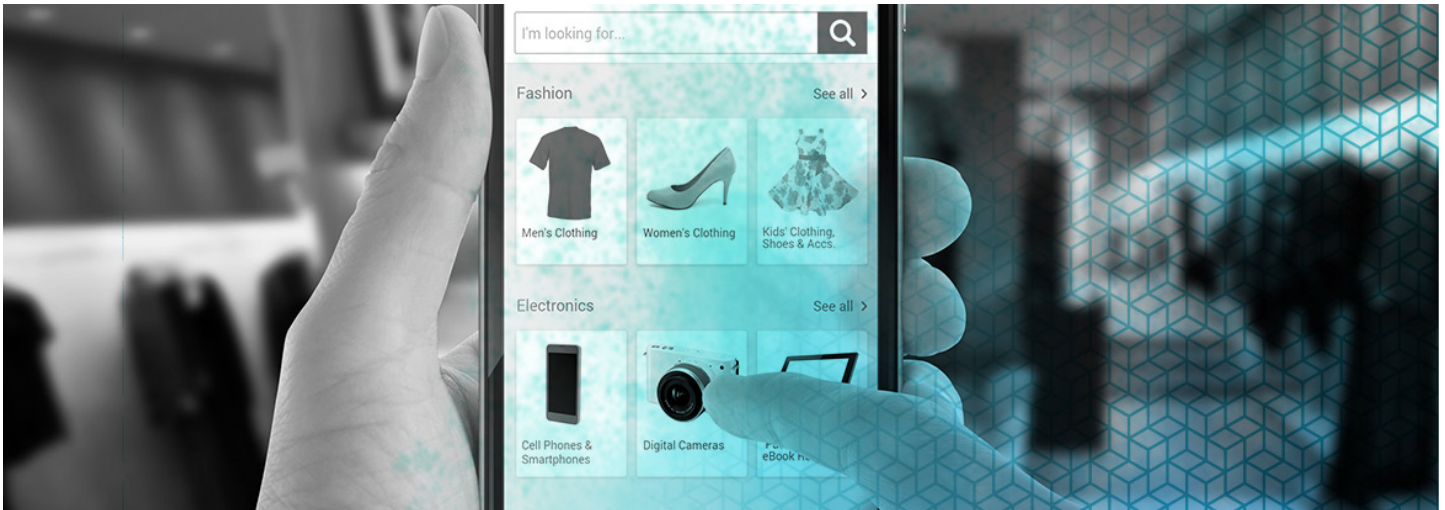 I'm looking for...
Fashion
See all
Men's Clothing
Women's Clothing
Kids' Clothing,
Shoes & Accs.
Electronics
See all
Cell Phones &
Smartphones
Digital Cameras
eBook